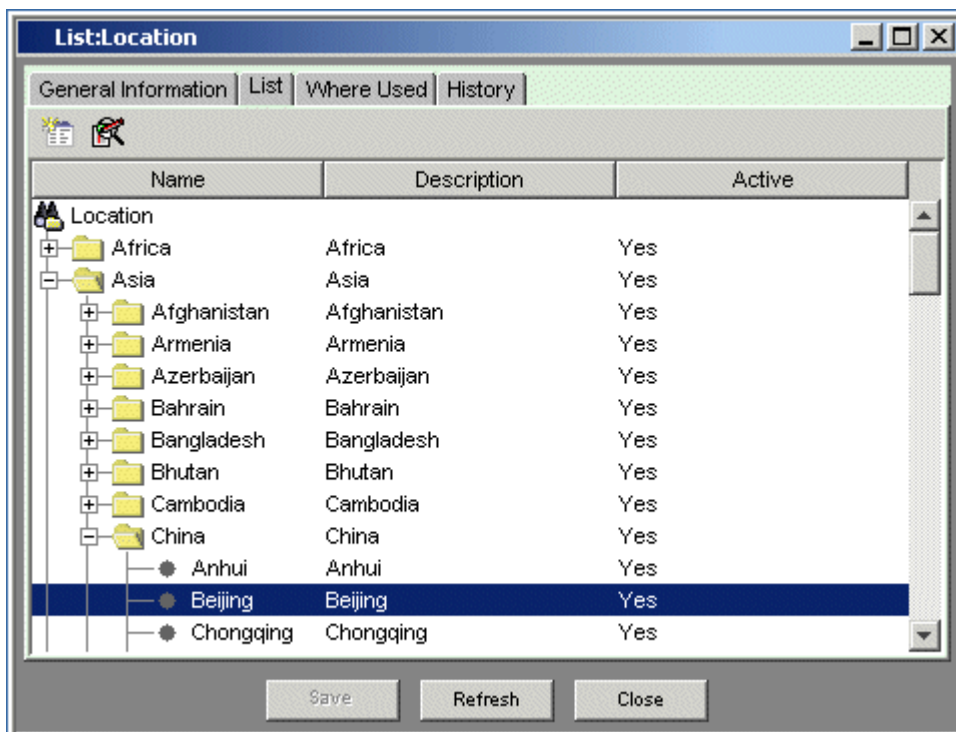 List:Location
General Information List Where Used History
Name Description Active
Location
Africa Africa Yes
Asia Asia Yes
Afghanistan Afghanistan Yes
Armenia Armenia Yes
Azerbaijan Azerbaijan Yes
Bahrain Bahrain Yes
Bangladesh Bangladesh Yes
Bhutan Bhutan Yes
Cambodia Cambodia Yes
China China Yes
Anhui Anhui Yes
Beijing Beijing Yes
Chongqing Chongqing Yes
Save Refresh Close